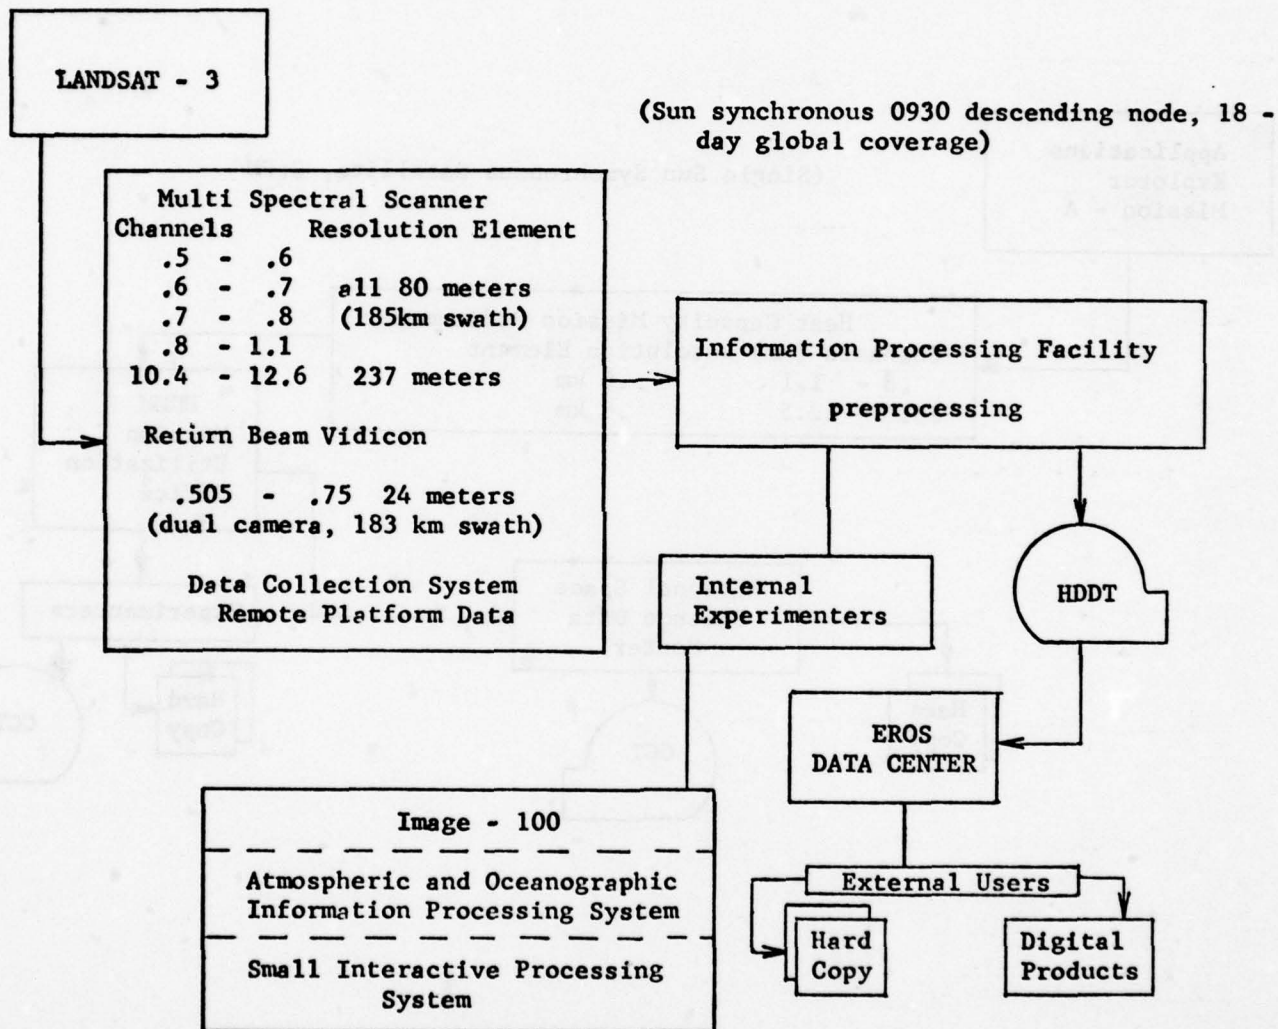 LANDSAT - 3
(Sun synchronous 0930 descending node, 18 -
day global coverage)
Multi Spectral Scanner
Channels Resolution Element
.5 - .6
.6 - .7 all 80 meters
.7 - .8 (185km swath)
.8 - 1.1
10.4 - 12.6 237 meters
Return Beam Vidicon
.505 - .75 24 meters
(dual camera, 183 km swath)
Data Collection System
Remote Platform Data
Information Processing Facility
preprocessing
Internal
Experimenters
HDDT
EROS
DATA CENTER
Image - 100
Atmospheric and Oceanographic
Information Processing System
Small Interactive Processing
System
External Users
Hard
Copy
Digital
Products